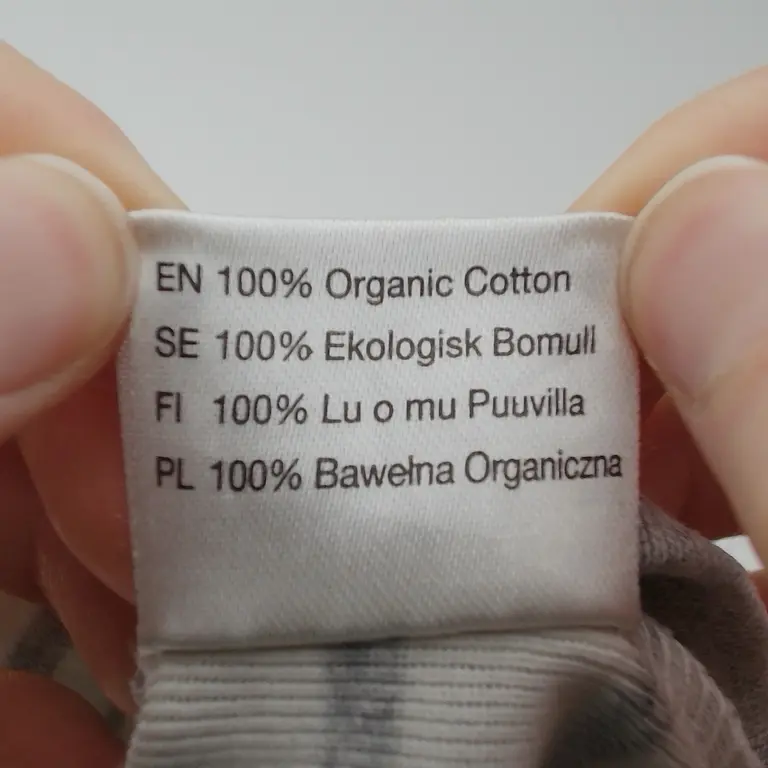 EN 100% Organic Cotton
SE 100% Ekologisk Bomull
FI 100% Lu o mu Puuvilla
PL 100% Bawełna Organiczna